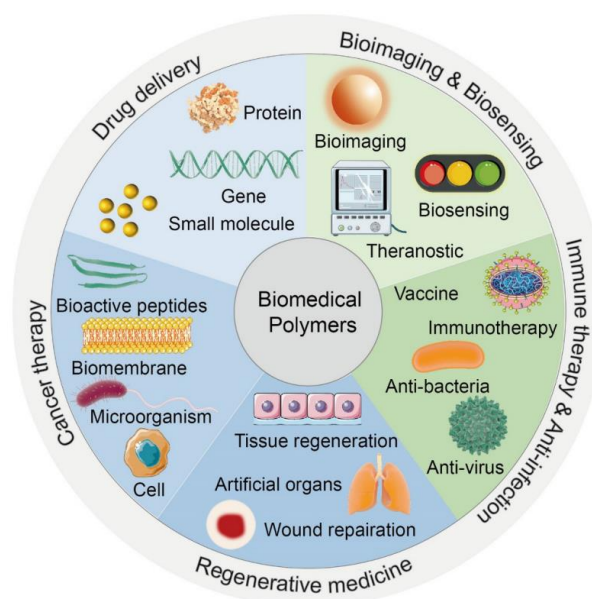 Drug delivery
Bioimaging & Biosensing
Protein
Gene
Small molecule
Bioimaging
Biosensing
Theranostic
Biomedical
Polymers
Immune therapy & Anti-infection
Vaccine
Immunotherapy
Anti-bacteria
Anti-virus
Cancer therapy
Bioactive peptides
Biomembrane
Microorganism
Cell
Tissue regeneration
Artificial organs
Wound repairation
Regenerative medicine